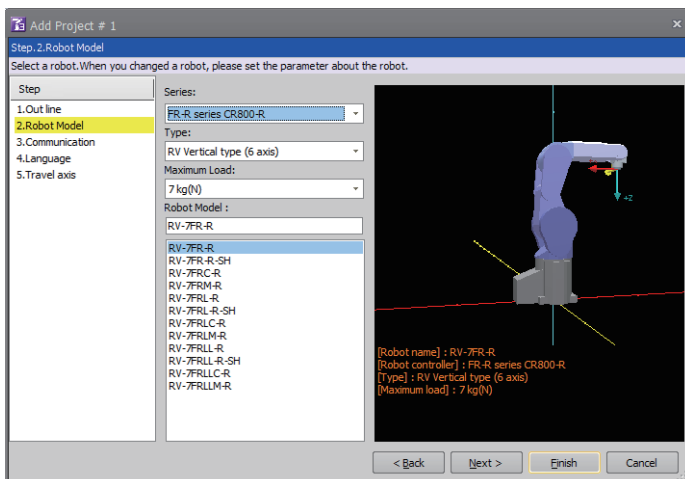 Add Project # 1
×
Step.2.Robot Model
Select a robot.When you changed a robot, please set the parameter about the robot.
Step
1.Out line
2.Robot Model
3.Communication
4.Language
5.Travel axis
Series:
FR-R series CR800-R
Type:
RV Vertical type (6 axis)
Maximum Load:
7 kg(N)
Robot Model :
RV-7FR-R
RV-7FR-R
RV-7FR-R-SH
RV-7FRC-R
RV-7FRM-R
RV-7FRL-R
RV-7FRL-R-SH
RV-7FRLC-R
RV-7FRLM-R
RV-7FRLL-R
RV-7FRLL-R-SH
RV-7FRLLC-R
RV-7FRLLM-R
+Z
[Robot name] : RV-7FR-R
[Robot controller] : FR-R series CR800-R
[Type] : RV Vertical type (6 axis)
[Maximum load] : 7 kg(N)
< Back
Next >
Finish
Cancel